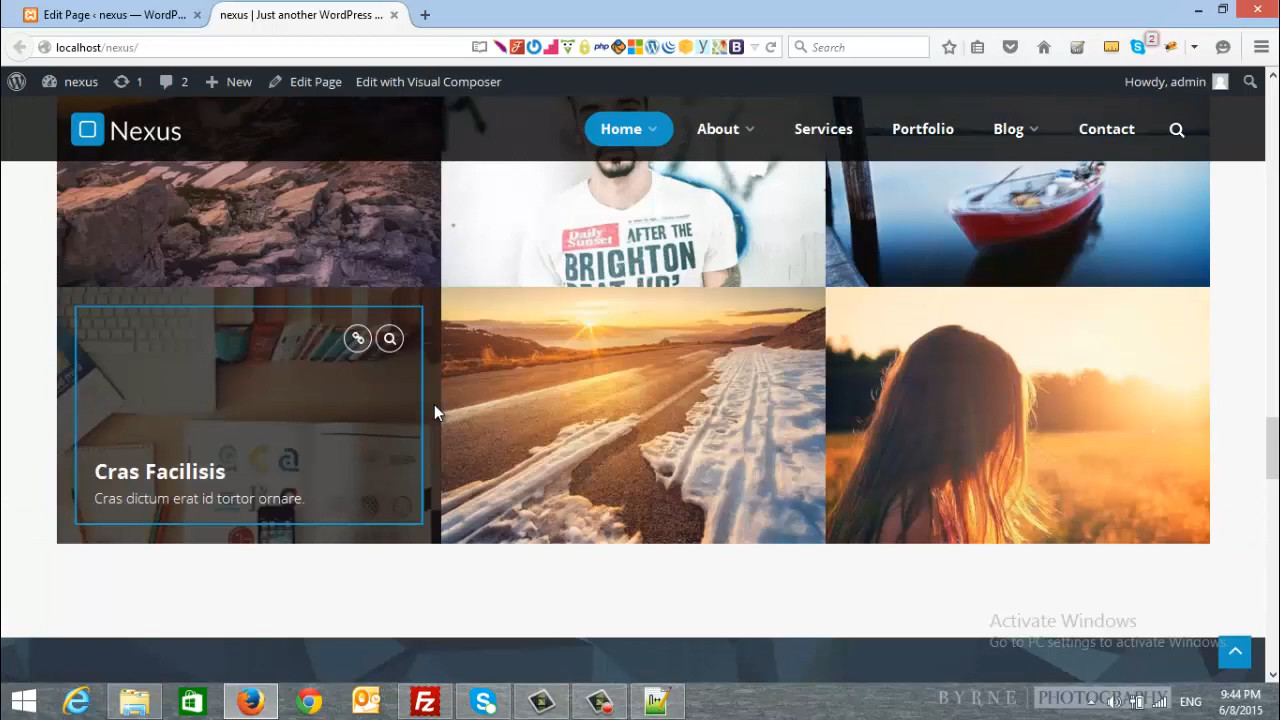 Edit Page ‹ nexus — WordP...
nexus | Just another WordPress ...
localhost/nexus/
php
B
Search
2
nexus
1
2
New
Edit Page
Edit with Visual Composer
Howdy, admin
Nexus
Home
About
Services
Portfolio
Blog
Contact
Daily
Sunset
AFTER THE
BRIGHTON
Cras Facilisis
Cras dictum erat id tortor ornare.
Activate Windows
Go to PC settings to activate Windows.
BYRNE PHOTOGRAPHY
ENG
9:44 PM
6/8/2015